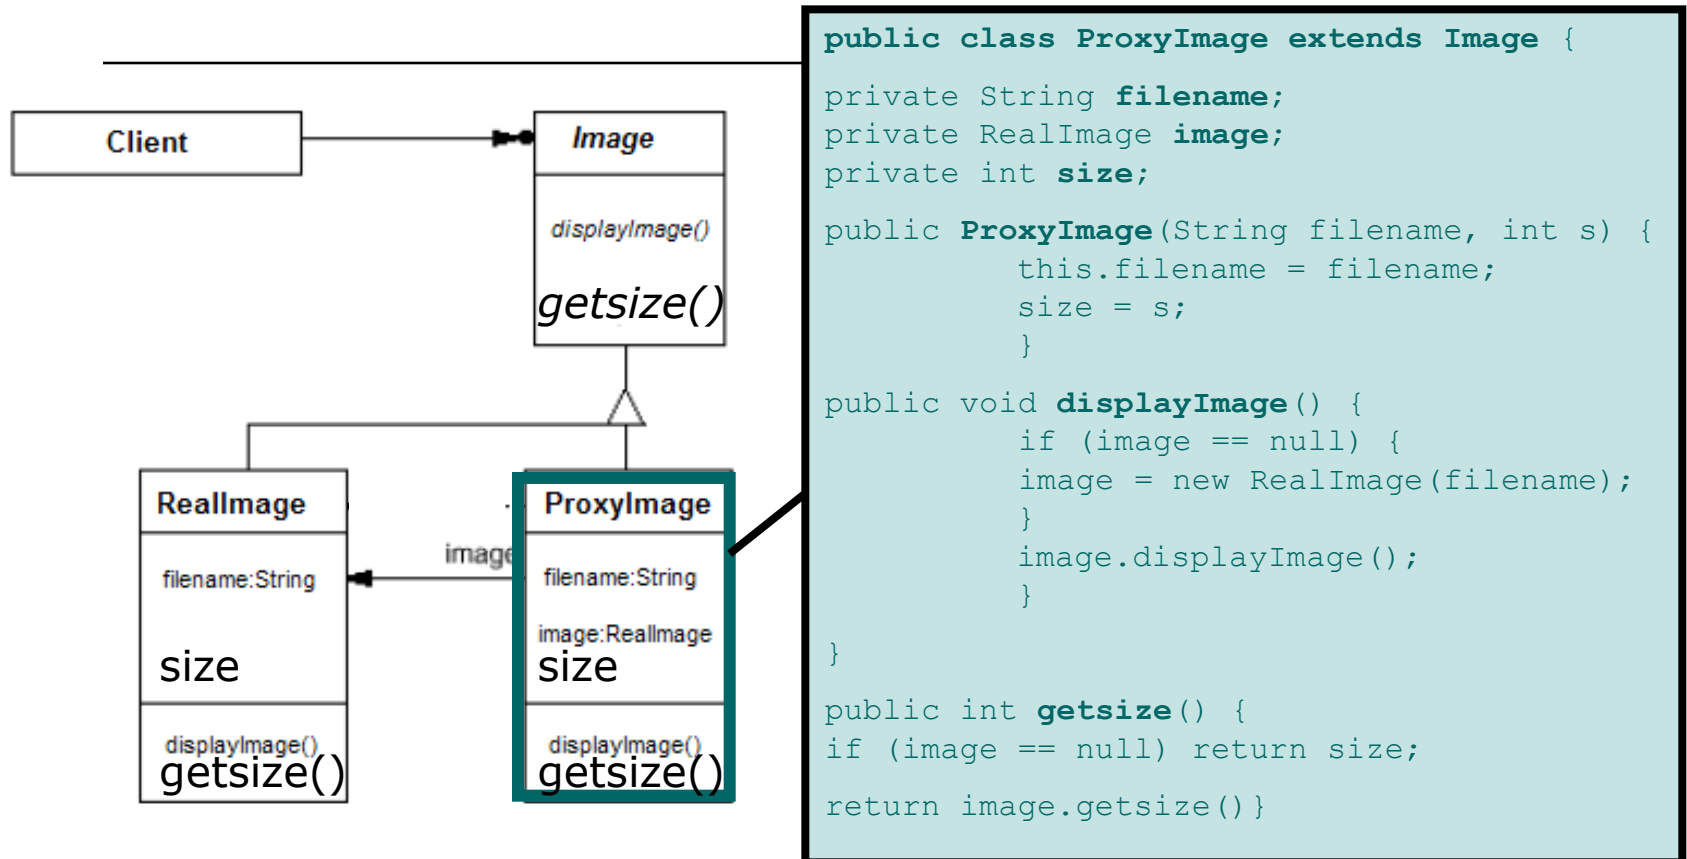 Client
Image
displayImage()
getsize()
RealImage
filename:String
size
displayImage()
getsize()
image
ProxyImage
filename:String
image:RealImage
size
displayImage()
getsize()
public class ProxyImage extends Image {
private String filename;
private RealImage image;
private int size;
public ProxyImage(String filename, int s) {
this.filename = filename;
size = s;
}
public void displayImage() {
if (image == null) {
image = new RealImage(filename);
}
image.displayImage();
}
}
public int getsize() {
if (image == null) return size;
return image.getsize()}